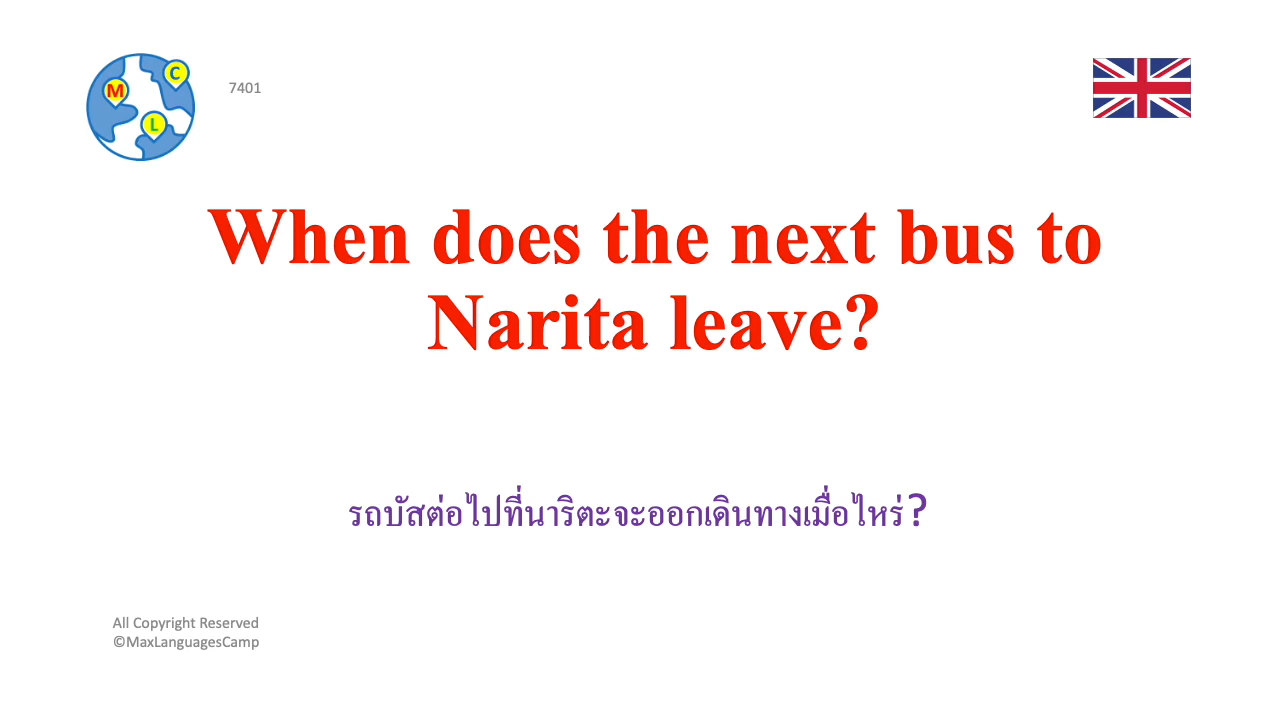 M
C
L
7401
When does the next bus to
Narita leave?
รถบัสต่อไปที่นาริตะจะออกเดินทางเมื่อไหร่?
All Copyright Reserved
©MaxLanguagesCamp